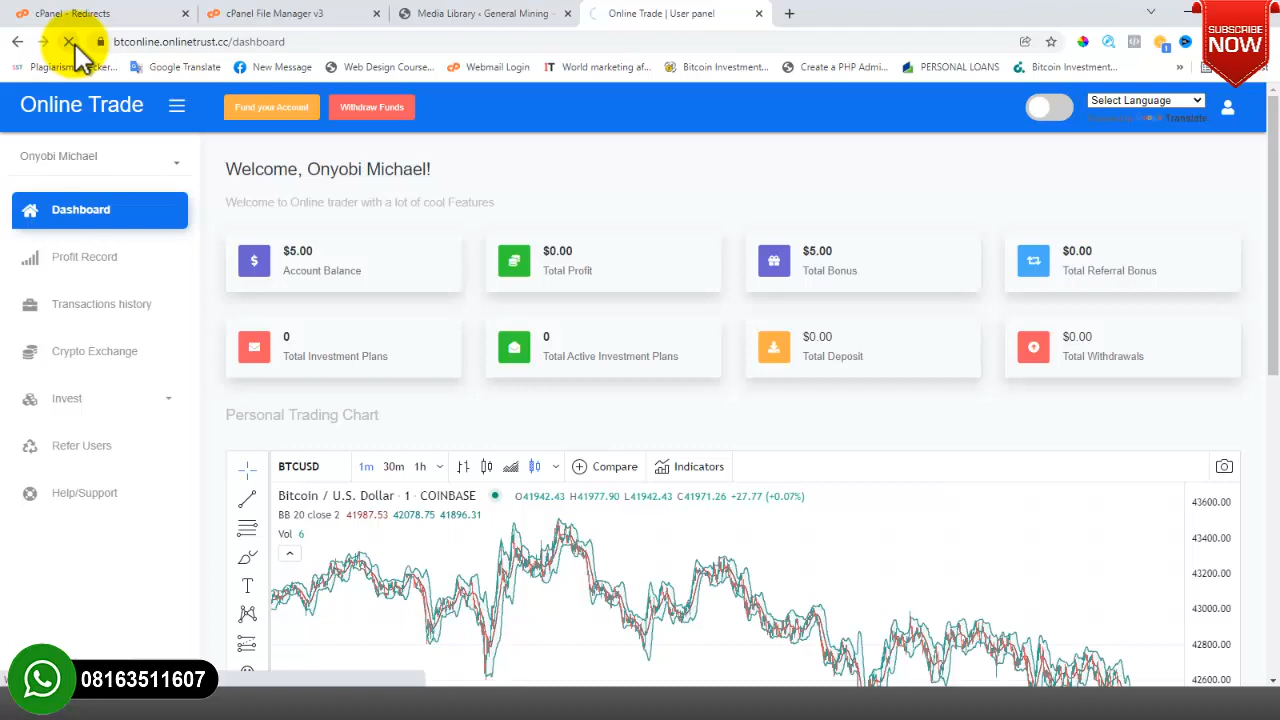 cPanel - Redirects
cPanel File Manager v3
Media Library ‹ General Mining –
Online Trade | User panel
btconline.onlinetrust.cc/dashboard
SUBSCRIBE
NOW
Google Translate
New Message
Web Design Course...
Webmail Login
World marketing af...
Bitcoin Investment...
Create a PHP Admi...
PERSONAL LOANS
Bitcoin Investment...
Online Trade
Fund your Account
Withdraw Funds
Select Language
Translate
Onyobi Michael
Welcome, Onyobi Michael!
Dashboard
Welcome to Online trader with a lot of cool Features
Profit Record
$5.00
Account Balance
$0.00
Total Profit
$5.00
Total Bonus
$0.00
Total Referral Bonus
Transactions history
0
Total Investment Plans
0
Total Active Investment Plans
$0.00
Total Deposit
$0.00
Total Withdrawals
Crypto Exchange
Invest
Personal Trading Chart
Refer Users
BTCUSD 1m 30m 1h Compare Indicators
Help/Support
Bitcoin / U.S. Dollar · 1 · COINBASE O41942.43 H41977.90 L41942.43 C41971.26 +27.77 (+0.07%)
BB 20 close 2 41987.53 42078.75 41896.31
Vol 6
43600.00
43400.00
43200.00
43000.00
42800.00
42600.00
08163511607